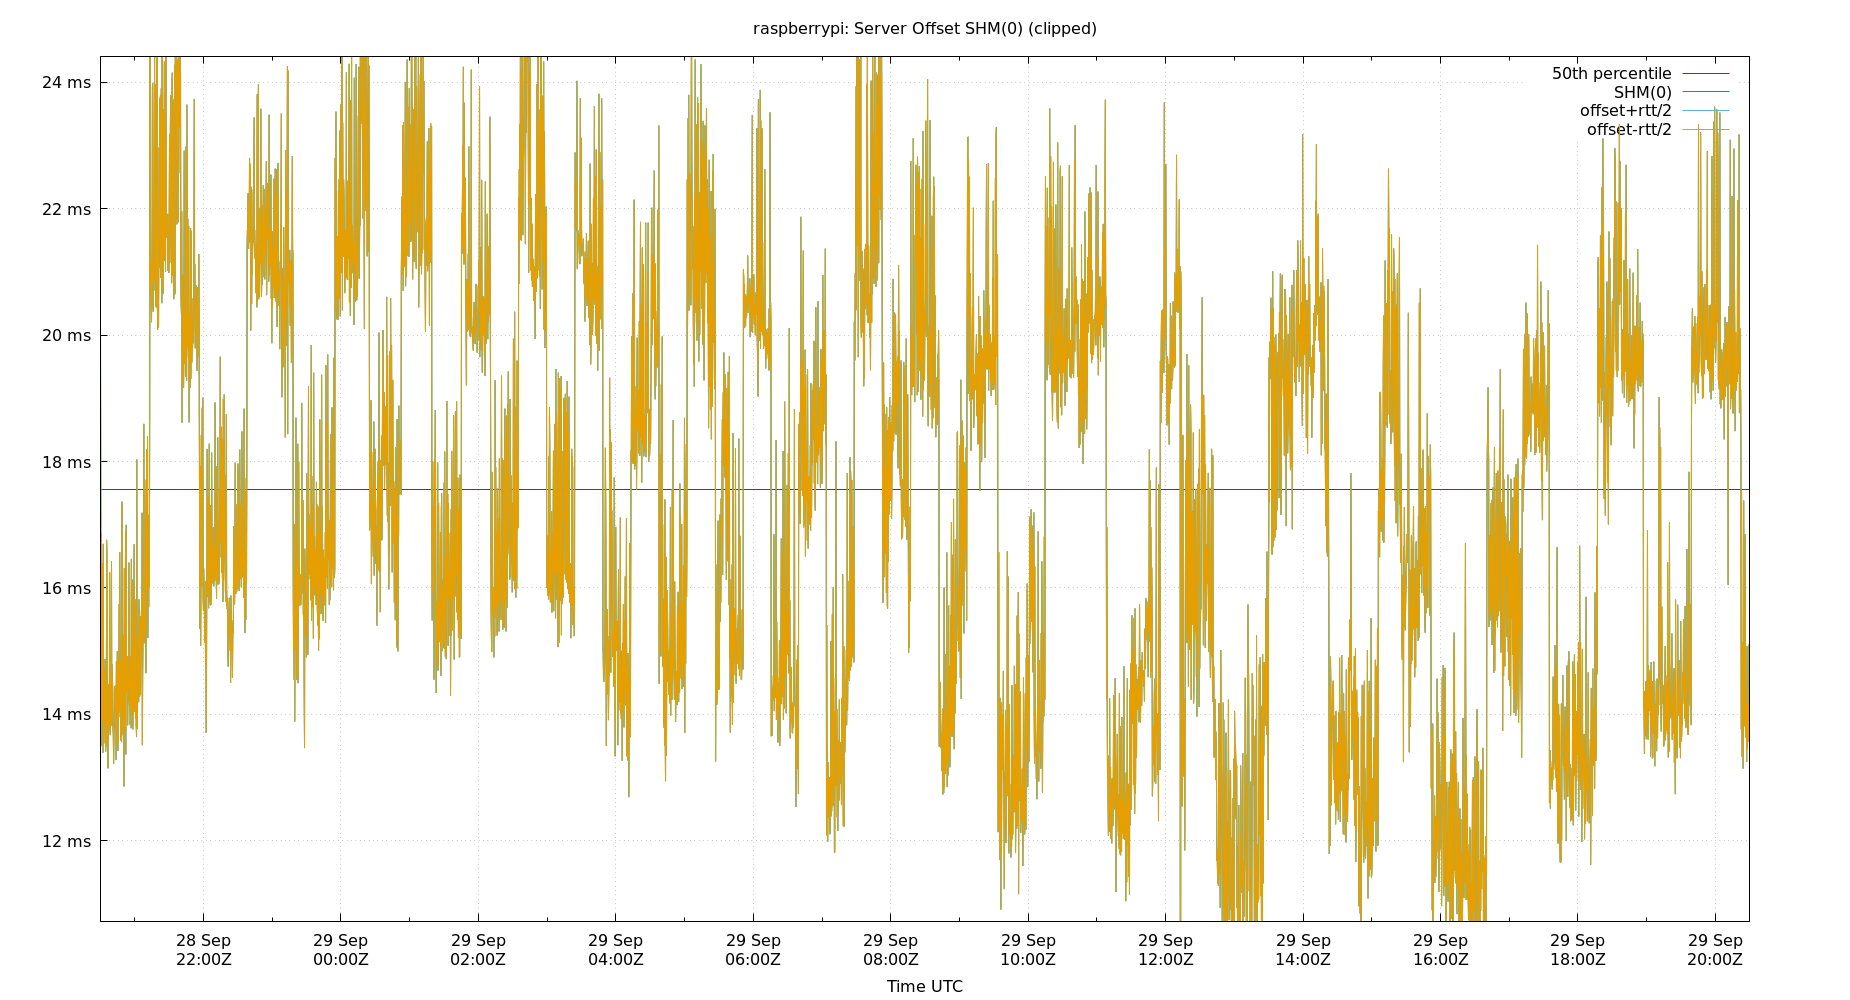 raspberrypi: Server Offset SHM(0) (clipped)
50th percentile
SHM(0)
offset+rtt/2
offset-rtt/2
24 ms
22 ms
20 ms
18 ms
16 ms
14 ms
12 ms
28 Sep 29 Sep 29 Sep 29 Sep 29 Sep 29 Sep 29 Sep 29 Sep 29 Sep 29 Sep 29 Sep 29 Sep
22:00Z 00:00Z 02:00Z 04:00Z 06:00Z 08:00Z 10:00Z 12:00Z 14:00Z 16:00Z 18:00Z 20:00Z
Time UTC